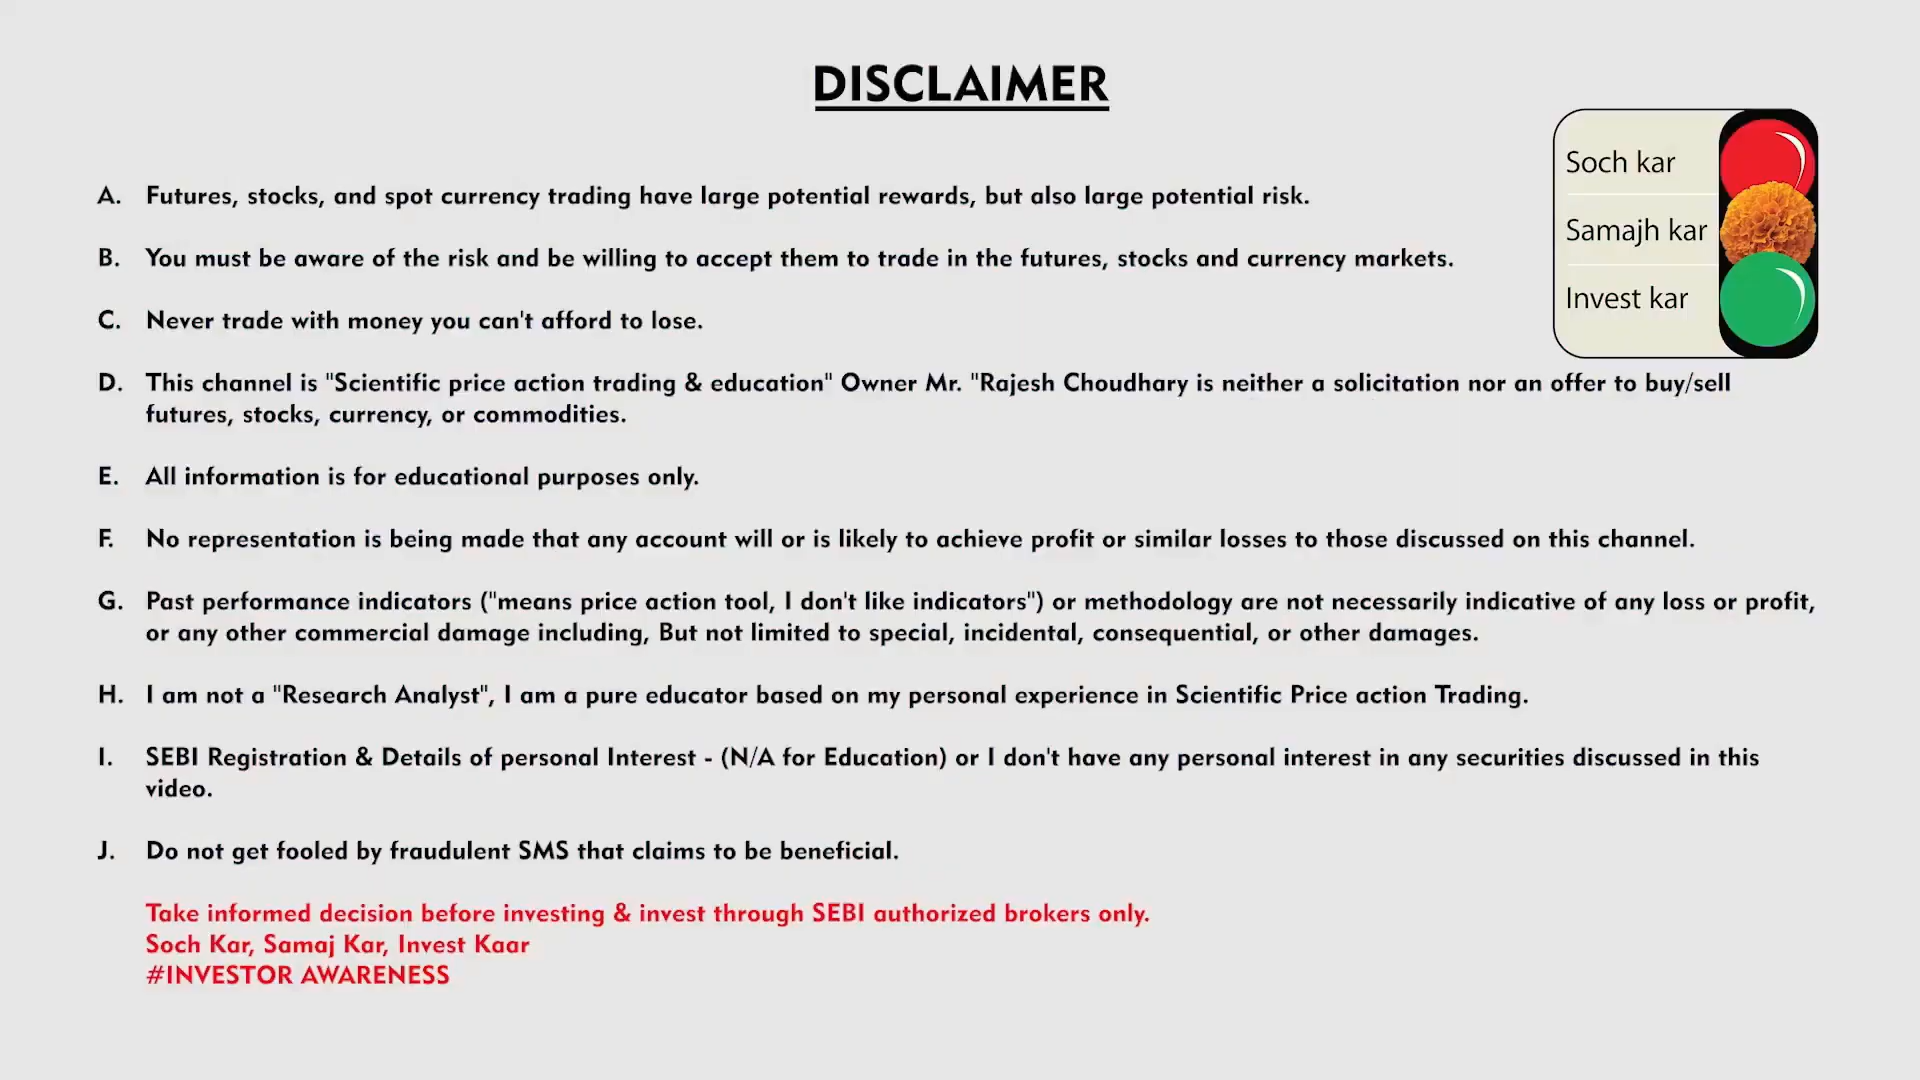 DISCLAIMER
Soch kar
Samajh kar
Invest kar
A. Futures, stocks, and spot currency trading have large potential rewards, but also large potential risk.
B. You must be aware of the risk and be willing to accept them to trade in the futures, stocks and currency markets.
C. Never trade with money you can't afford to lose.
D. This channel is "Scientific price action trading & education" Owner Mr. "Rajesh Choudhary is neither a solicitation nor an offer to buy/sell
futures, stocks, currency, or commodities.
E. All information is for educational purposes only.
F. No representation is being made that any account will or is likely to achieve profit or similar losses to those discussed on this channel.
G. Past performance indicators ("means price action tool, I don't like indicators") or methodology are not necessarily indicative of any loss or profit,
or any other commercial damage including, But not limited to special, incidental, consequential, or other damages.
H. I am not a "Research Analyst", I am a pure educator based on my personal experience in Scientific Price action Trading.
I. SEBI Registration & Details of personal Interest - (N/A for Education) or I don't have any personal interest in any securities discussed in this
video.
J. Do not get fooled by fraudulent SMS that claims to be beneficial.
Take informed decision before investing & invest through SEBI authorized brokers only.
Soch Kar, Samaj Kar, Invest Kaar
#INVESTOR AWARENESS